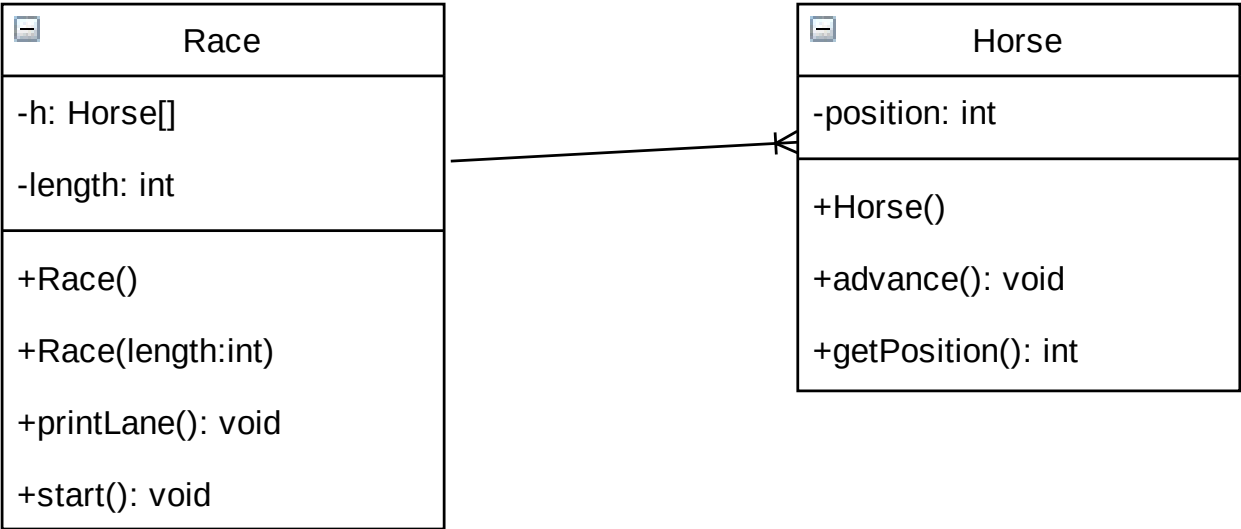 Race
-h: Horse[]
-length: int
+Race()
+Race(length:int)
+printLane(): void
+start(): void
Horse
-position: int
+Horse()
+advance(): void
+getPosition(): int